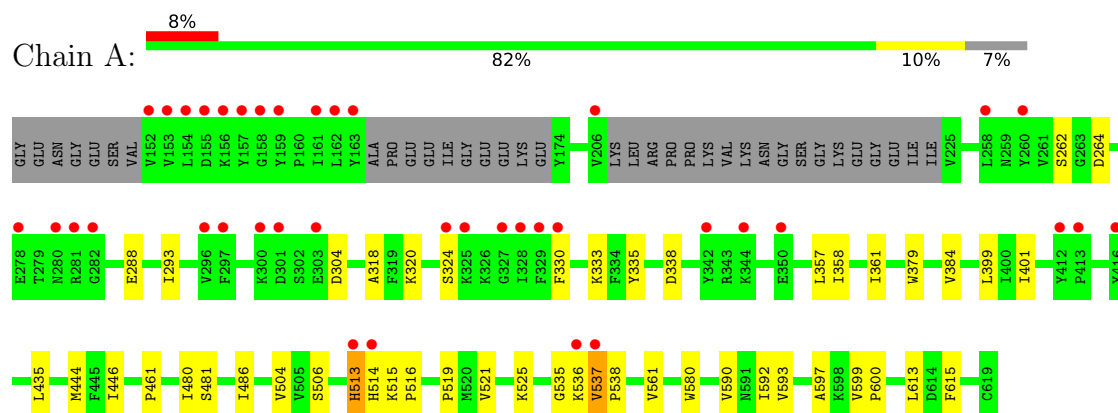 8%
Chain A:
82% 10% 7%
GLY GLU ASN GLY GLU SER VAL V152 V153 L154 D155 K156 Y157 G158 Y159 P160 I161 L162 Y163 ALA PRO GLU GLU ILE GLY GLU GLU LYS GLU Y174 V206 LYS LEU ARG PRO PRO LYS VAL LYS ASN GLY SER GLY LYS GLU GLY GLU ILE ILE V225 L258 N259 Y260 V261 S262 G263 D264
E278 T279 N280 R281 G282 E288 I293 V296 F297 K300 D301 S302 E303 D304 A318 F319 K320 S324 K325 K326 G327 I328 F329 F330 K333 F334 Y335 D338 Y342 R343 K344 E350 L357 I358 I361 W379 V384 L399 I400 I401 Y412 P413
L435 M444 F445 I446 P461 I480 S481 I486 V504 V505 S506 H513 H514 K515 P516 P519 M520 V521 K525 G535 K536 V537 P538 V561 W580 V590 N591 I592 V593 A597 K598 V599 P600 L613 D614 F615 C619